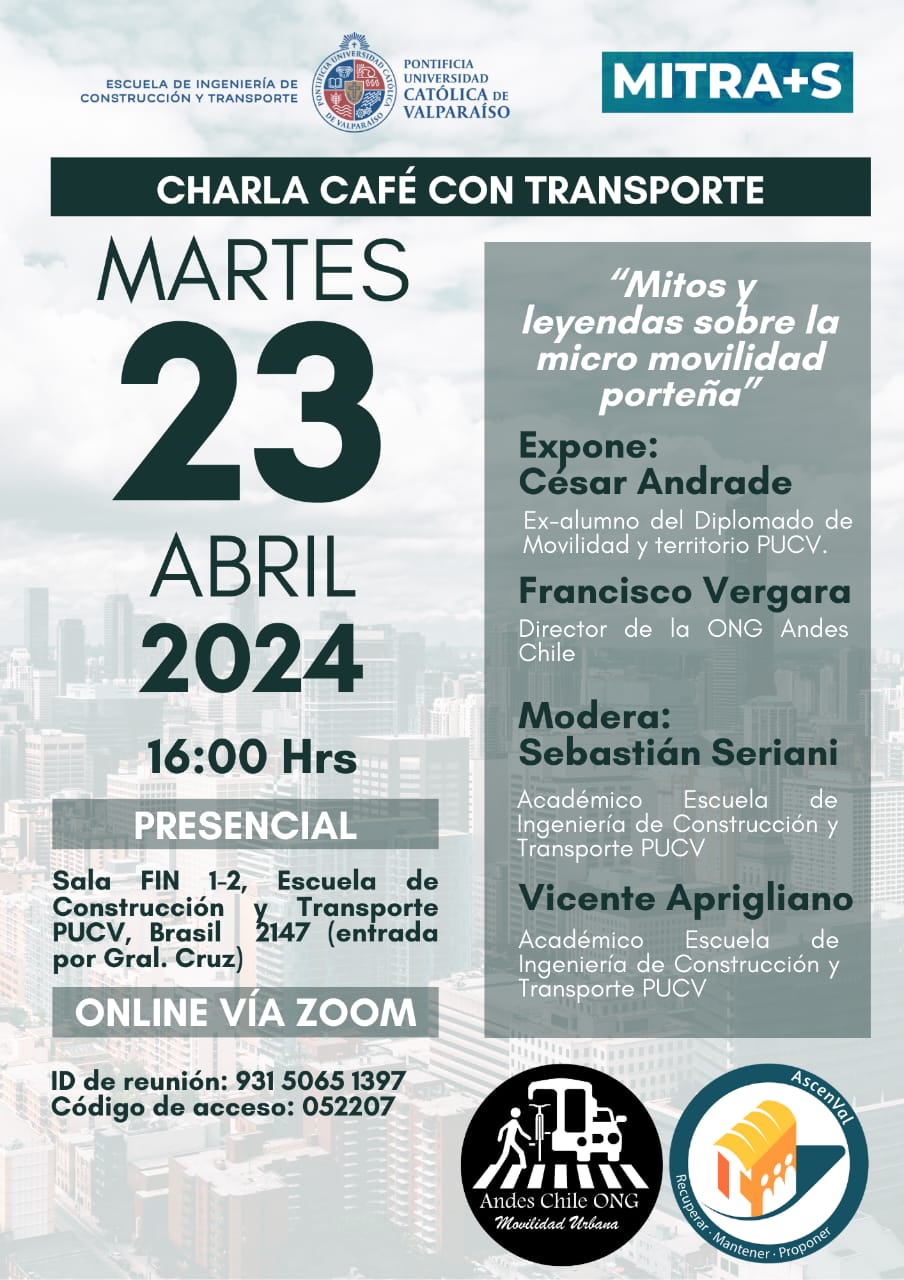 ESCUELA DE INGENIERÍA DE
CONSTRUCCIÓN Y TRANSPORTE
PONTIFICIA UNIVERSIDAD CATÓLICA
DE VALPARAÍSO
PONTIFICIA
UNIVERSIDAD
CATÓLICA DE
VALPARAÍSO
MITRA+S
CHARLA CAFÉ CON TRANSPORTE
MARTES
23
ABRIL
2024
16:00 Hrs
PRESENCIAL
Sala FIN 1-2, Escuela de
Construcción y Transporte
PUCV, Brasil 2147 (entrada
por Gral. Cruz)
ONLINE VÍA ZOOM
ID de reunión: 931 5065 1397
Código de acceso: 052207
“Mitos y
leyendas sobre la
micro movilidad
porteña”
Expone:
César Andrade
Ex-alumno del Diplomado de
Movilidad y territorio PUCV.
Francisco Vergara
Director de la ONG Andes
Chile
Modera:
Sebastián Seriani
Académico Escuela de
Ingeniería de Construcción y
Transporte PUCV
Vicente Aprigliano
Académico Escuela de
Ingeniería de Construcción y
Transporte PUCV
Andes Chile ONG
Movilidad Urbana
AscenVal
Recuperar · Mantener · Proponer